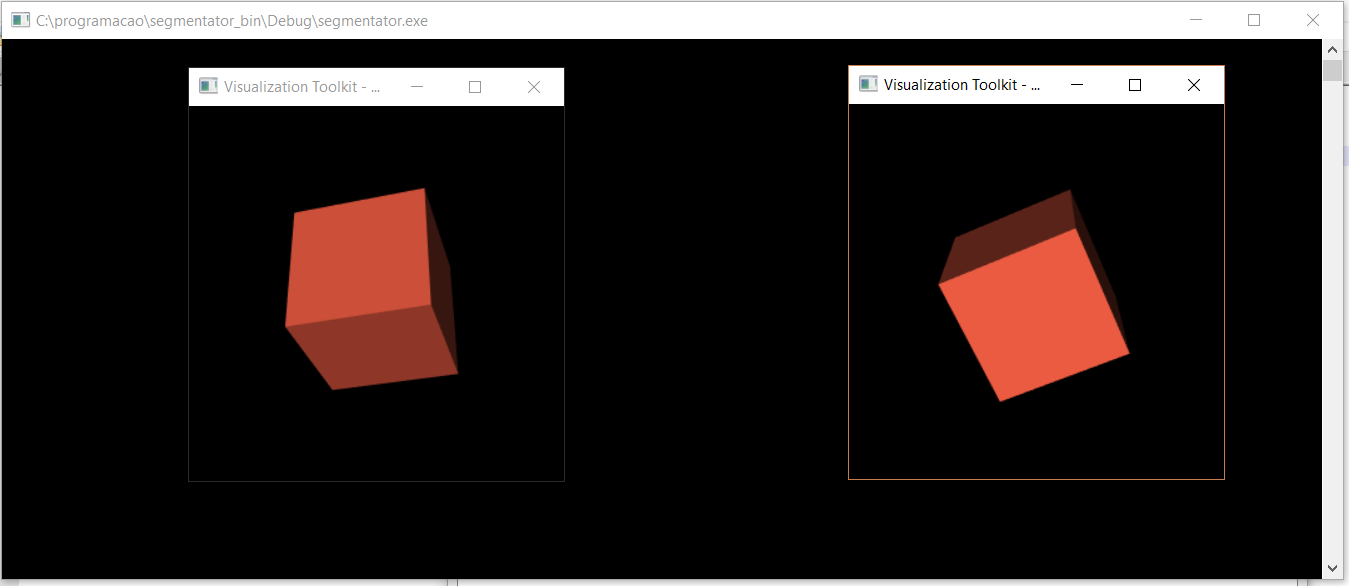 C:\programacao\segmentator_bin\Debug\segmentator.exe
Visualization Toolkit - ...
Visualization Toolkit - ...